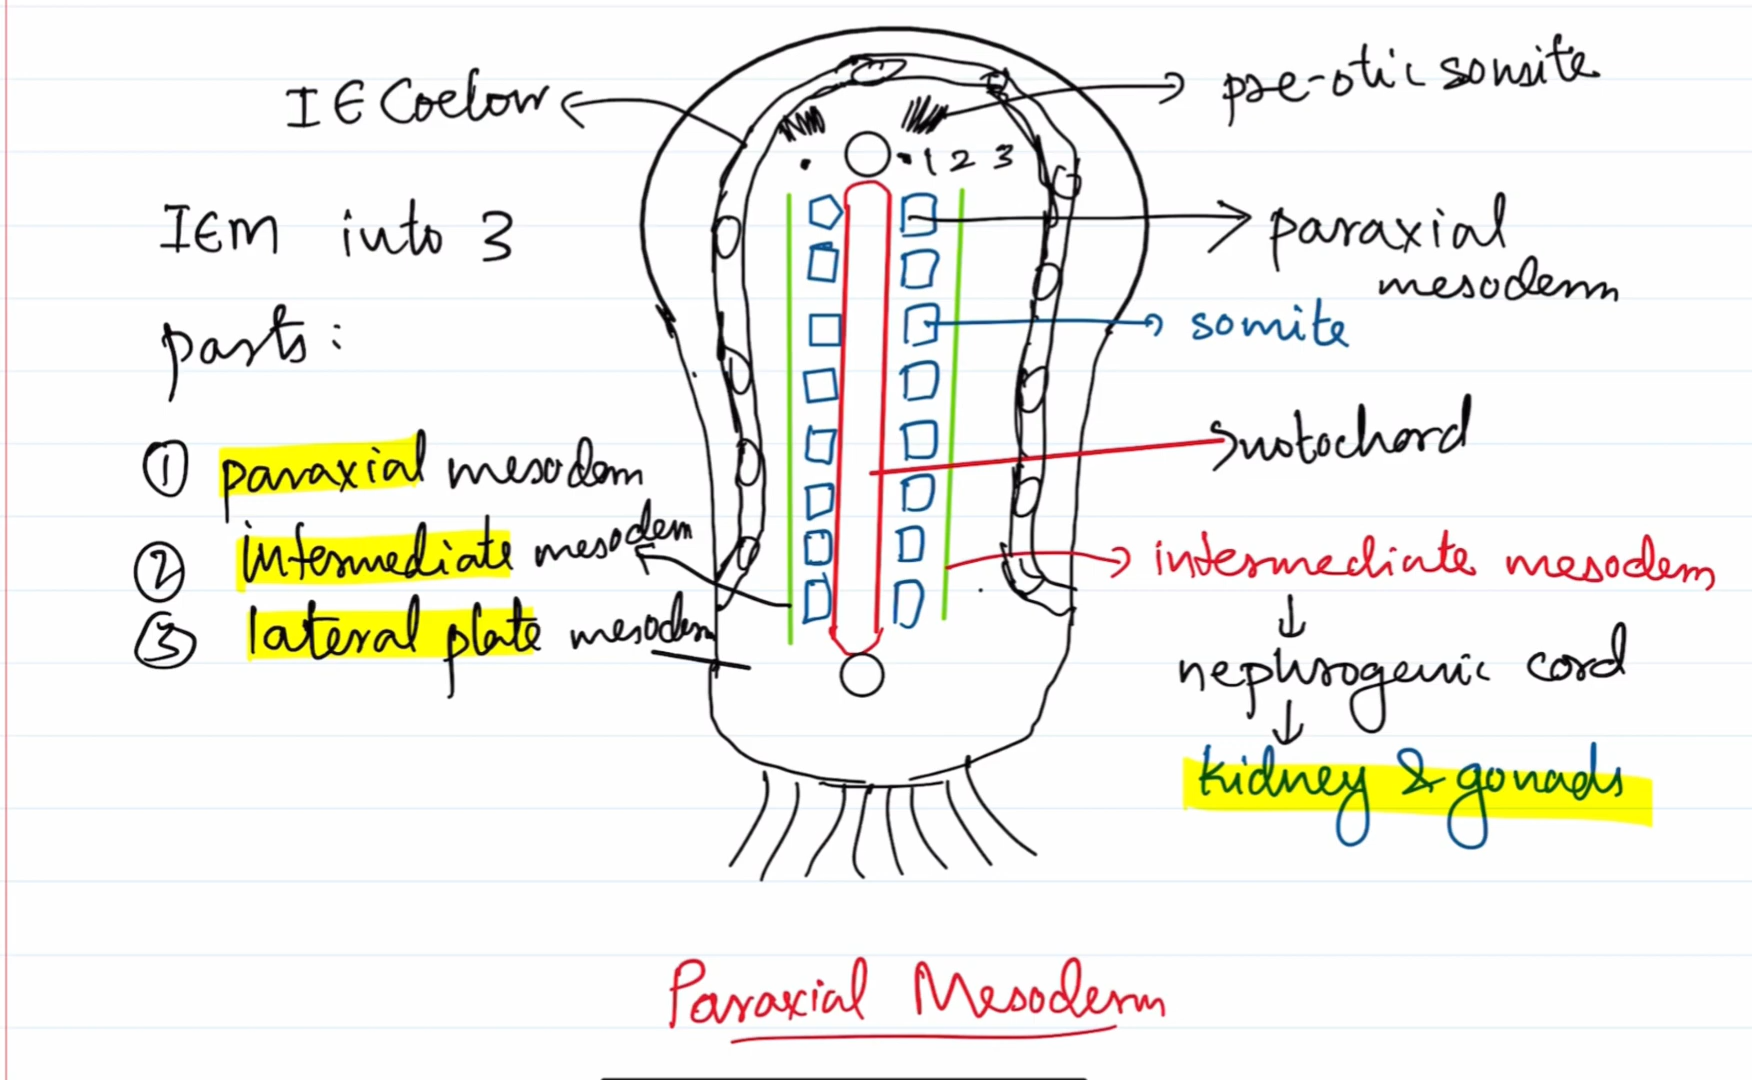 IE Coelom
pre-otic somite
1 2 3
IEM into 3
parts:
paraxial
mesoderm
somite
① paraxial mesoderm
notochord
② intermediate mesoderm
intermediate mesoderm
③ lateral plate mesoderm
nephrogenic cord
kidney & gonads
Paraxial Mesoderm